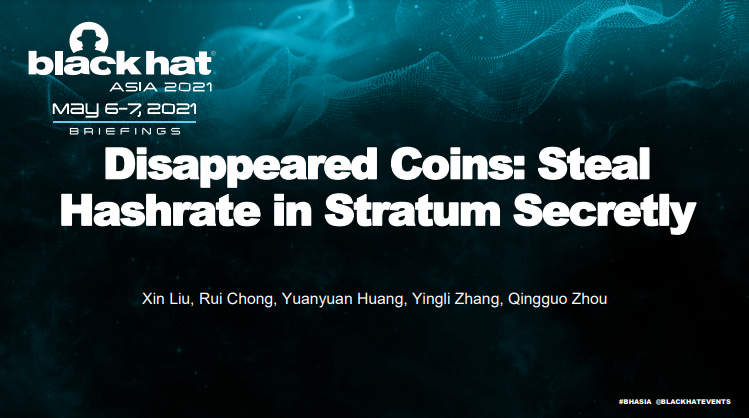 black hat®
ASIA 2021
MAY 6-7, 2021
BRIEFINGS
Disappeared Coins: Steal
Hashrate in Stratum Secretly
Xin Liu, Rui Chong, Yuanyuan Huang, Yingli Zhang, Qingguo Zhou
#BHASIA @BLACKHATEVENTS